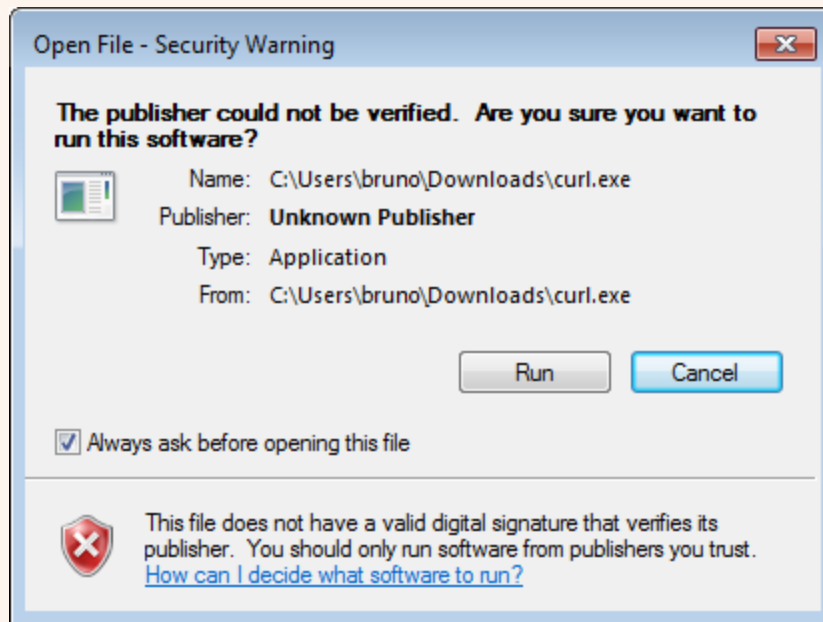 Open File - Security Warning
The publisher could not be verified. Are you sure you want to
run this software?
Name: C:\Users\bruno\Downloads\curl.exe
Publisher: Unknown Publisher
Type: Application
From: C:\Users\bruno\Downloads\curl.exe
Run Cancel
Always ask before opening this file
This file does not have a valid digital signature that verifies its
publisher. You should only run software from publishers you trust.
How can I decide what software to run?